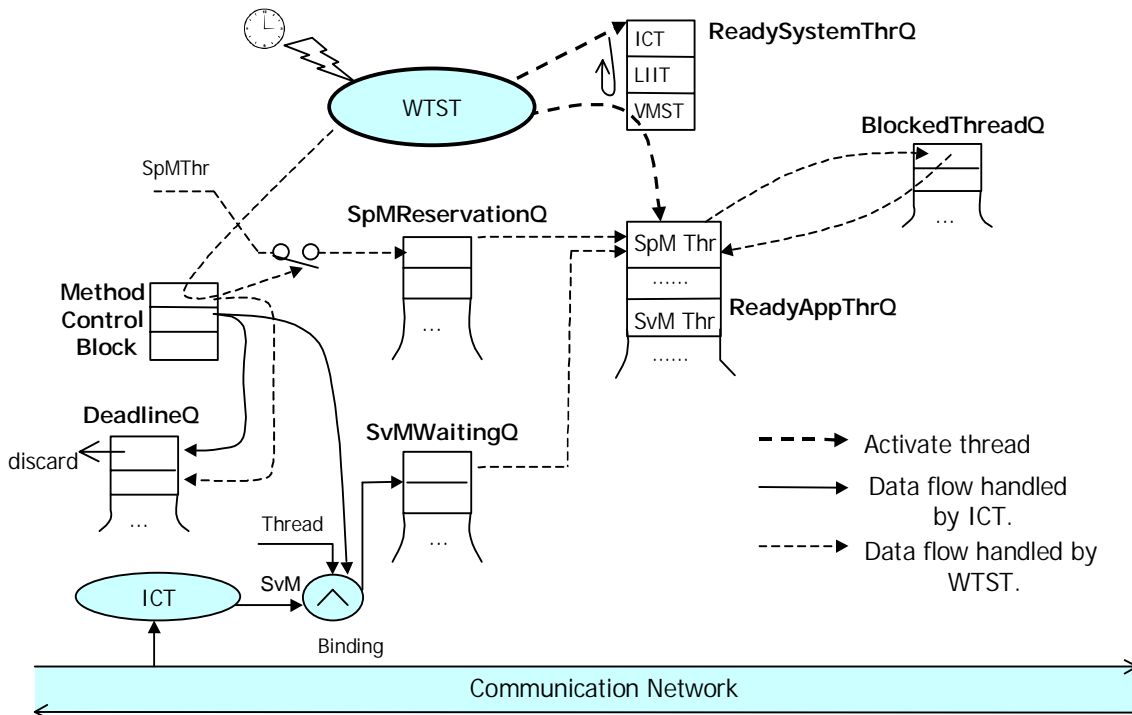 ReadySystemThrQ
ICT
LIIT
VMST
WTST
BlockedThreadQ
…
SpMThr
SpMReservationQ
…
SpM Thr
……
SvM Thr
……
ReadyAppThrQ
Method
Control
Block
DeadlineQ
discard
…
SvMWaitingQ
…
Thread
SvM
ICT
Binding
Activate thread
Data flow handled
by ICT.
Data flow handled by
WTST.
Communication Network